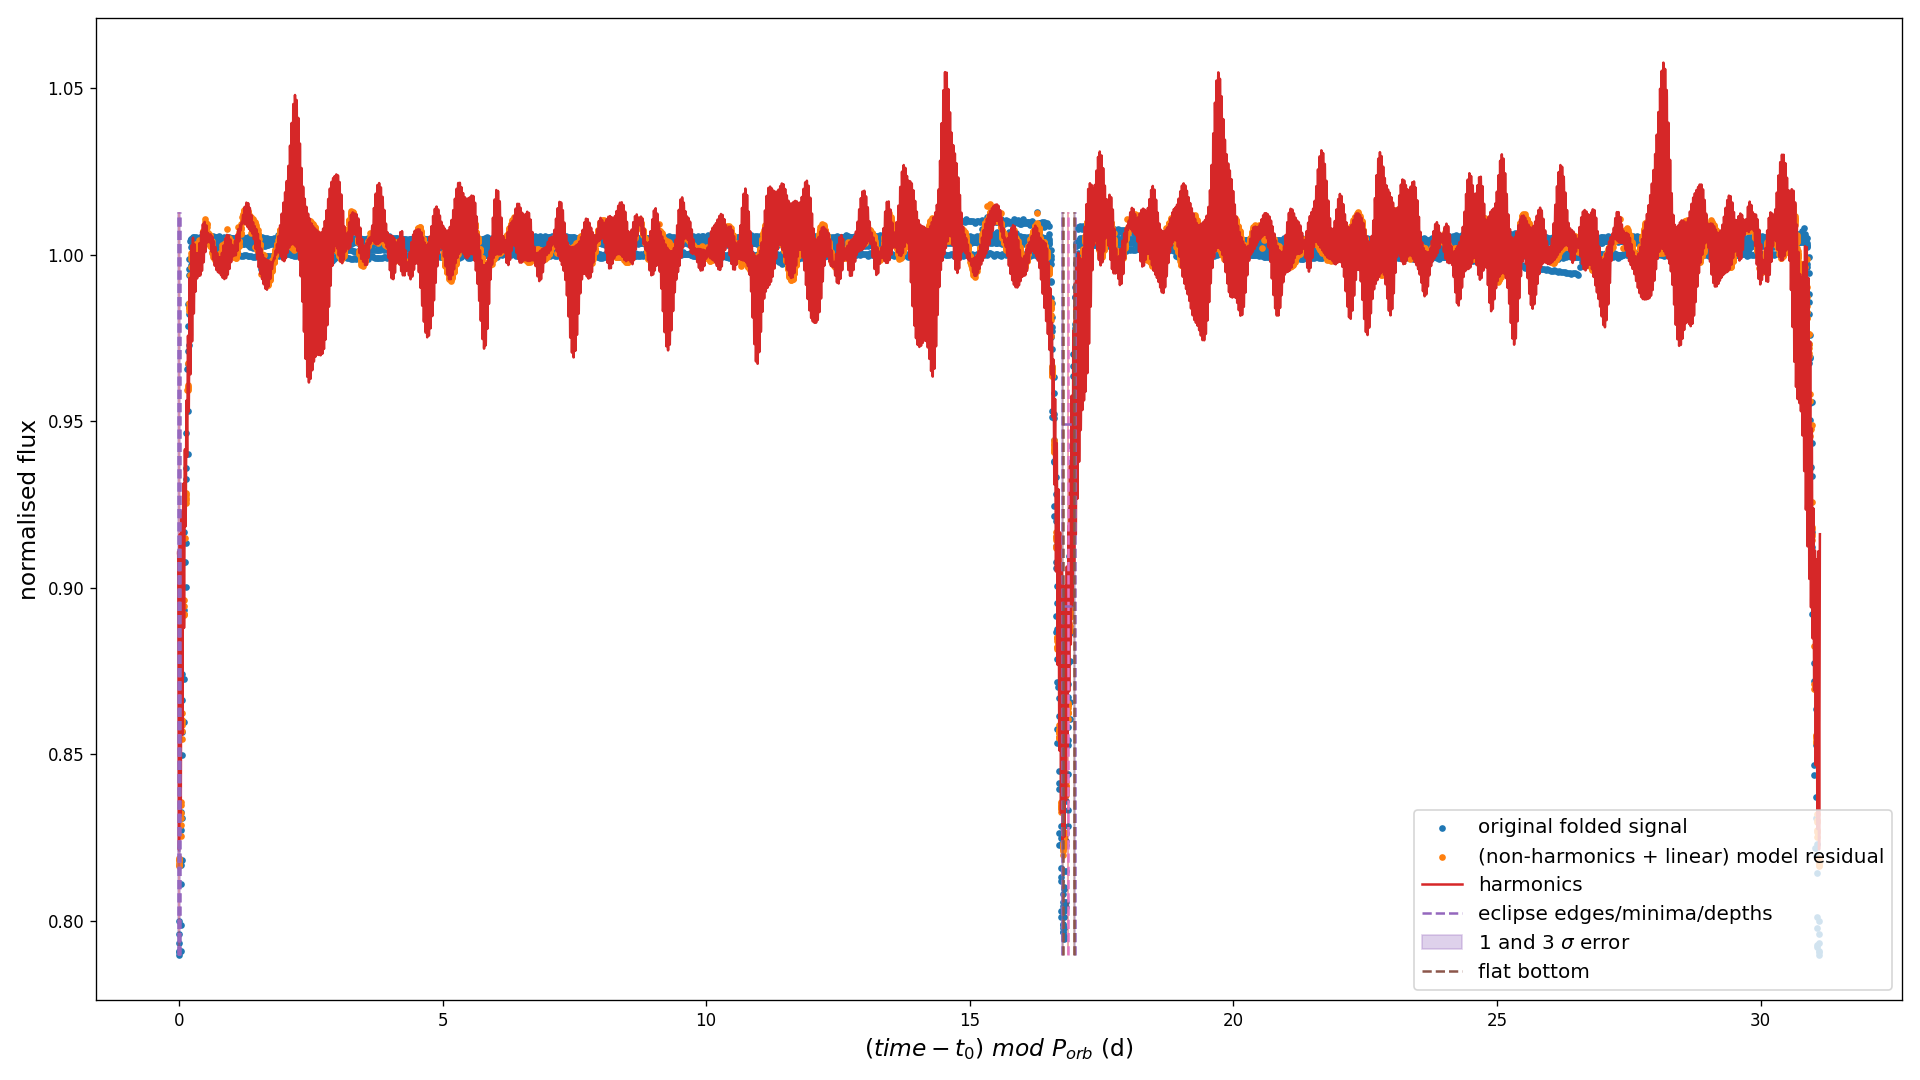 1.05
1.00
0.95
0.90
0.85
0.80
normalised flux
0 5 10 15 20 25 30
(time − t₀) mod P_orb (d)
original folded signal
(non-harmonics + linear) model residual
harmonics
eclipse edges/minima/depths
1 and 3 σ error
flat bottom